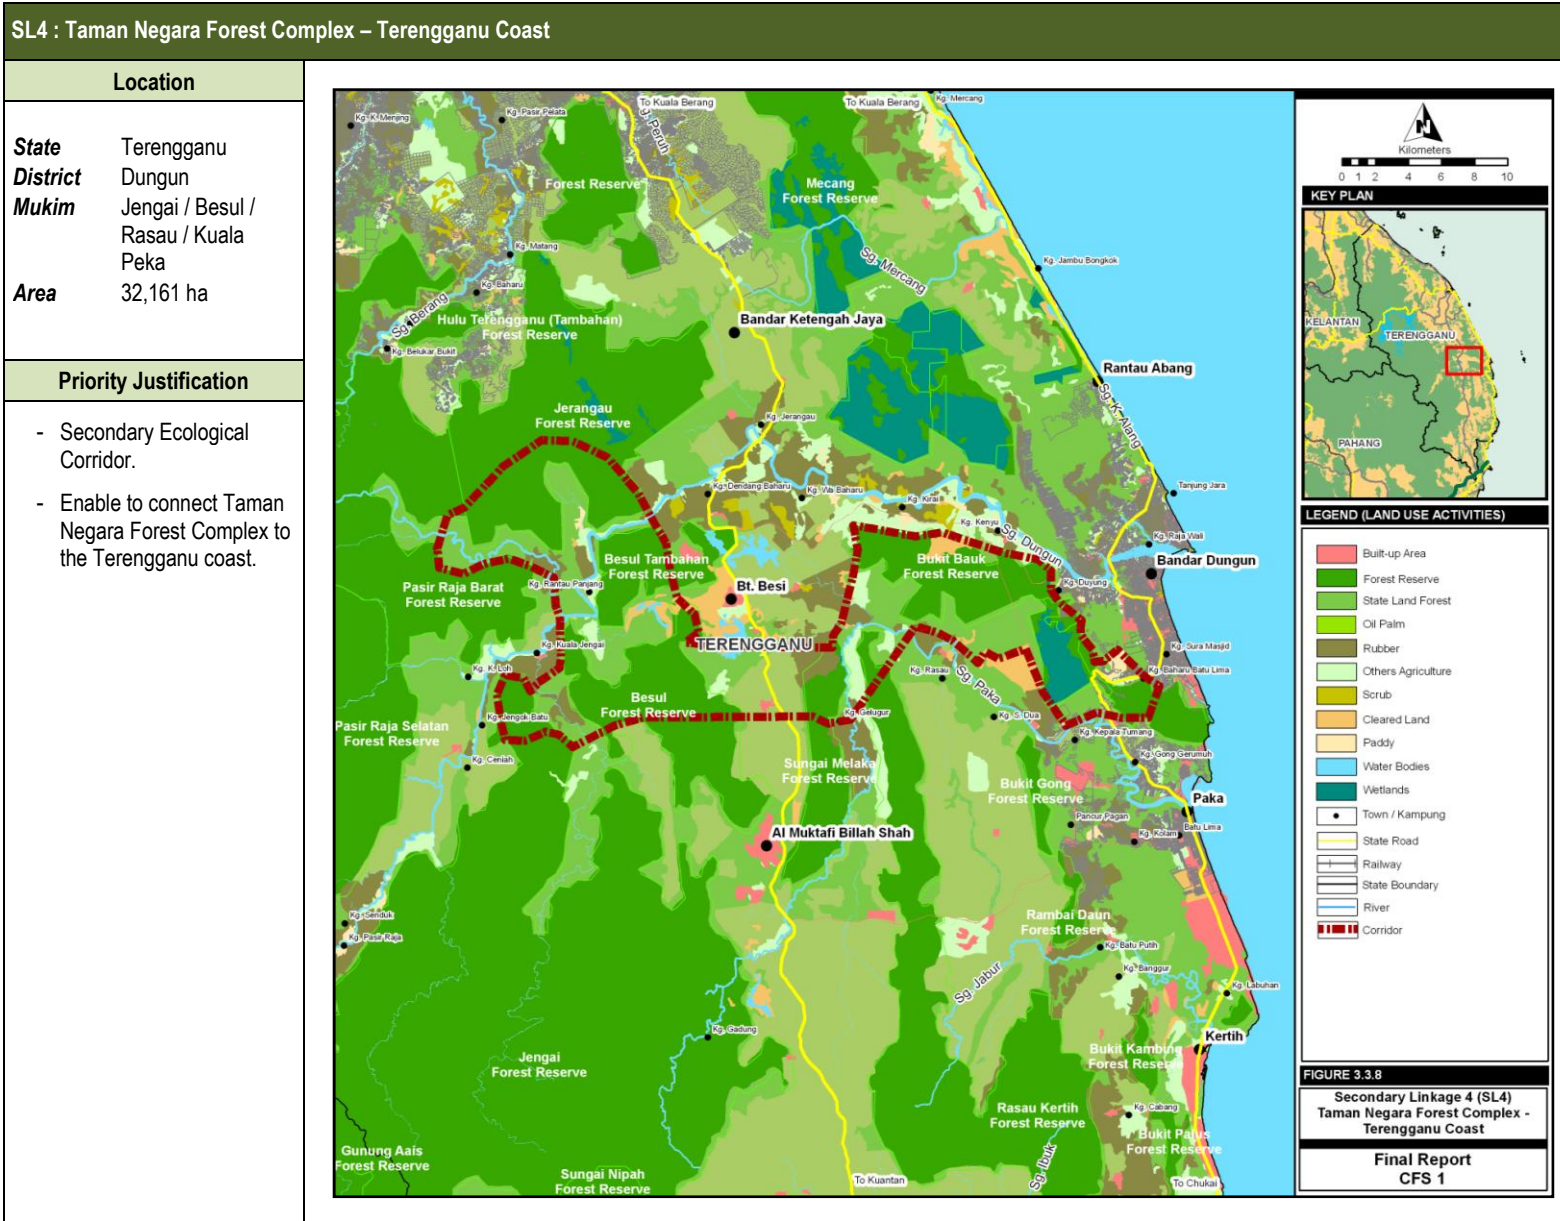 SL4 : Taman Negara Forest Complex – Terengganu Coast
Location
State Terengganu
District Dungun
Mukim Jengai / Besul /
Rasau / Kuala
Peka
Area 32,161 ha
Priority Justification
- Secondary Ecological
Corridor.
- Enable to connect Taman
Negara Forest Complex to
the Terengganu coast.
To Kuala Berang
To Kuala Berang
Kg. Mercang
Kg. K. Menjing
Kg. Pasir Pelata
Sg. Peruh
Forest Reserve
Mecang
Forest Reserve
Kg. Matang
Sg. Mercang
Kg. Jambu Bongkok
Kg. Baharu
Sg. Berang
Hulu Terengganu (Tambahan)
Forest Reserve
Bandar Ketengah Jaya
Kg. Belukar Bukit
Rantau Abang
Sg. K. Alang
Jerangau
Forest Reserve
Kg. Jerangau
Kg. Dendang Baharu
Kg. Wa Baharu
Kg. Kirai
Tanjung Jara
Kg. Kenyu
Sg. Dungun
Kg. Raja Wali
Bandar Dungun
Besul Tambahan
Forest Reserve
Bukit Bauk
Forest Reserve
Pasir Raja Barat
Forest Reserve
Kg. Rantau Panjang
Bt. Besi
Kg. Duyung
TERENGGANU
Kg. Kuala Jengai
Kg. Sura Masjid
Kg. K. Loh
Kg. Rasau
Kg. Baharu Batu Lima
Sg. Paka
Besul
Forest Reserve
Kg. Jengok Batu
Kg. Gelugur
Kg. S. Dua
Pasir Raja Selatan
Forest Reserve
Kg. Kepala Tumang
Kg. Ceniah
Kg. Gong Gerumuh
Sungai Melaka
Forest Reserve
Bukit Gong
Forest Reserve
Paka
Pancur Pagan
Batu Lima
Kg. Kolam
Al Muktafi Billah Shah
Kg. Senduk
Kg. Pasir Raja
Rambai Daun
Forest Reserve
Kg. Batu Putih
Kg. Banggur
Sg. Jabur
Kg. Labuhan
Kg. Gadung
Kertih
Jengai
Forest Reserve
Bukit Kambing
Forest Reserve
Rasau Kertih
Forest Reserve
Kg. Cabang
Bukit Palus
Forest Reserve
Gunung Aais
Forest Reserve
Sungai Nipah
Forest Reserve
Sg. Ibuk
To Kuantan
To Chukai
N
Kilometers
0 1 2 4 6 8 10
KEY PLAN
KELANTAN
TERENGGANU
PAHANG
LEGEND (LAND USE ACTIVITIES)
Built-up Area
Forest Reserve
State Land Forest
Oil Palm
Rubber
Others Agriculture
Scrub
Cleared Land
Paddy
Water Bodies
Wetlands
Town / Kampung
State Road
Railway
State Boundary
River
Corridor
FIGURE 3.3.8
Secondary Linkage 4 (SL4)
Taman Negara Forest Complex -
Terengganu Coast
Final Report
CFS 1